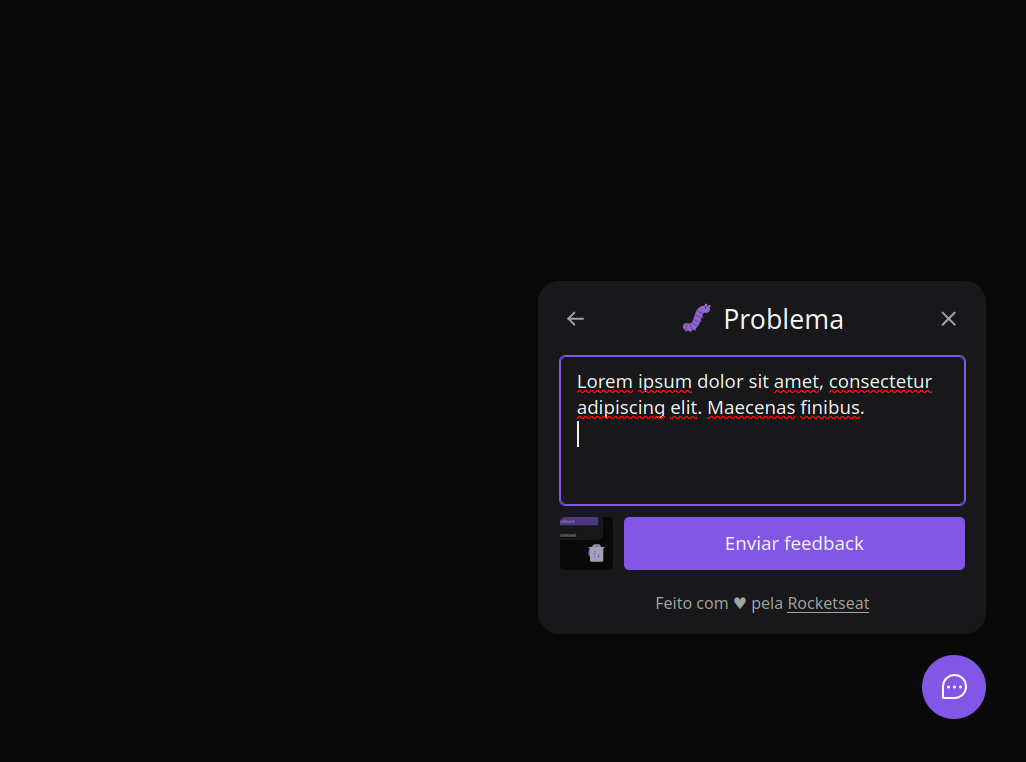 Problema
Lorem ipsum dolor sit amet, consectetur
adipiscing elit. Maecenas finibus.
Enviar feedback
Feito com ♥ pela Rocketseat